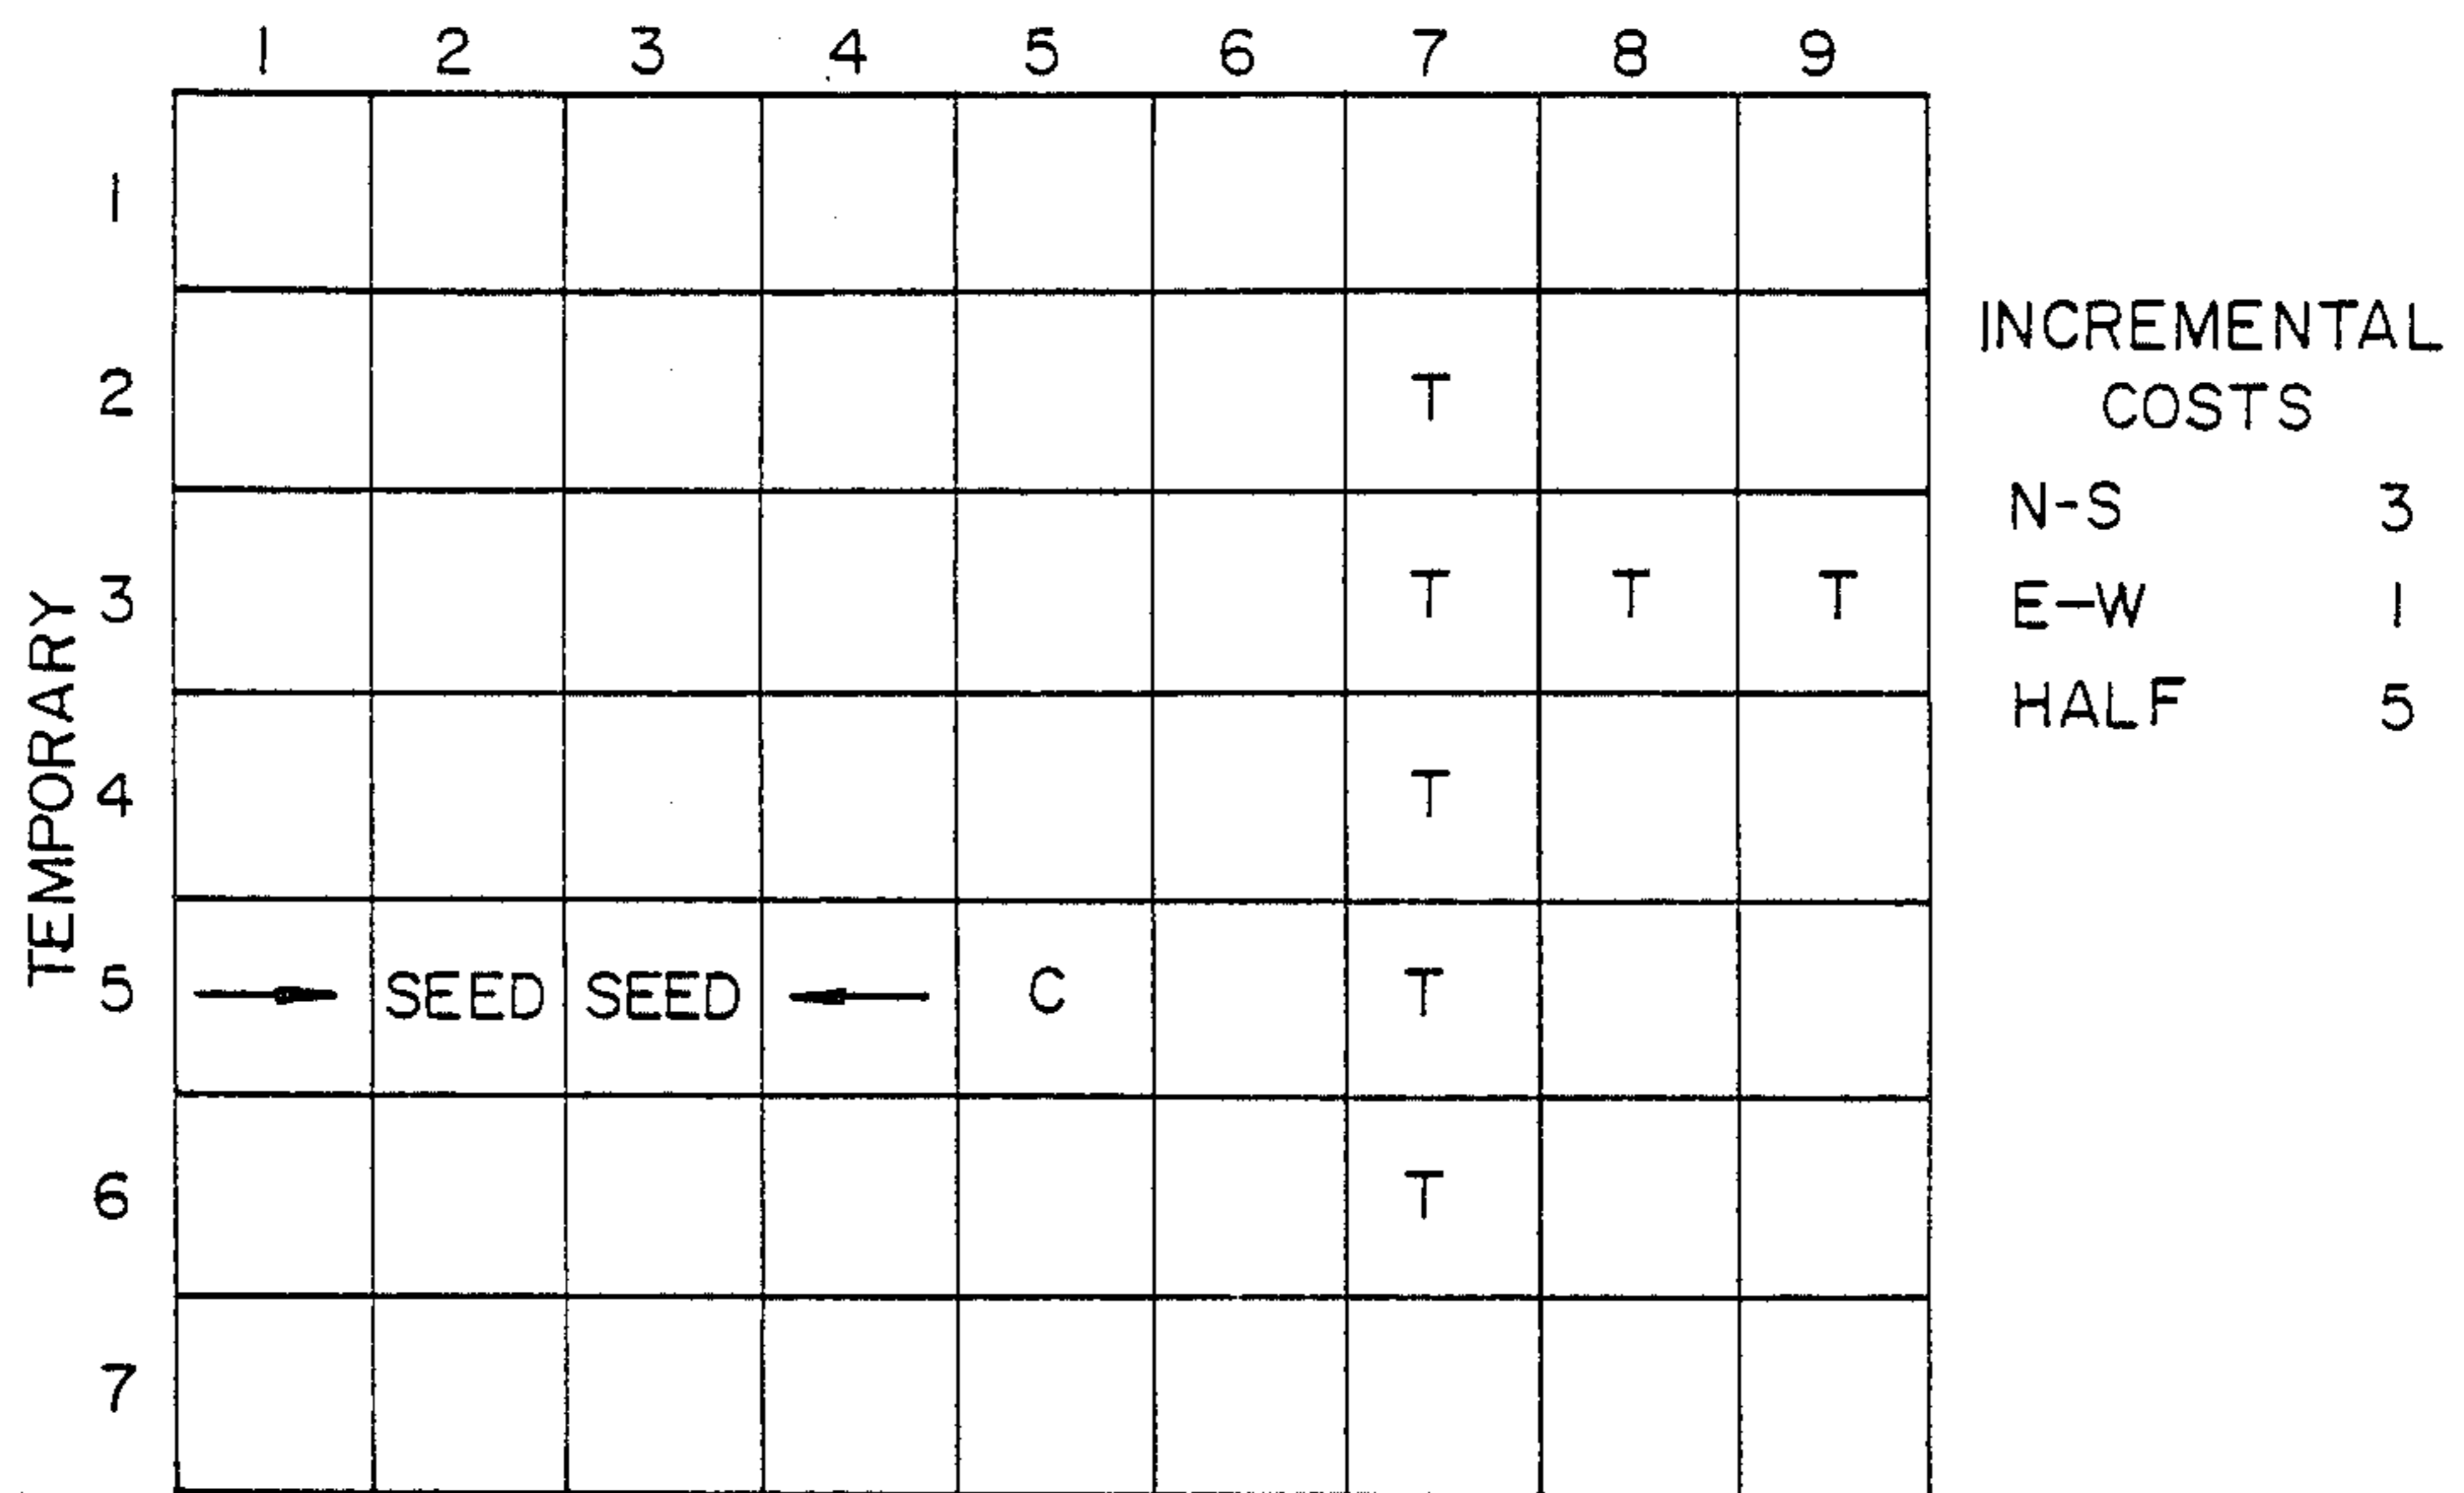 1 2 3 4 5 6 7 8 9
TEMPORARY
1
2 T
3 T T T
4 T
5 SEED SEED C T
6 T
7
INCREMENTAL
COSTS
N-S 3
E-W 1
HALF 5